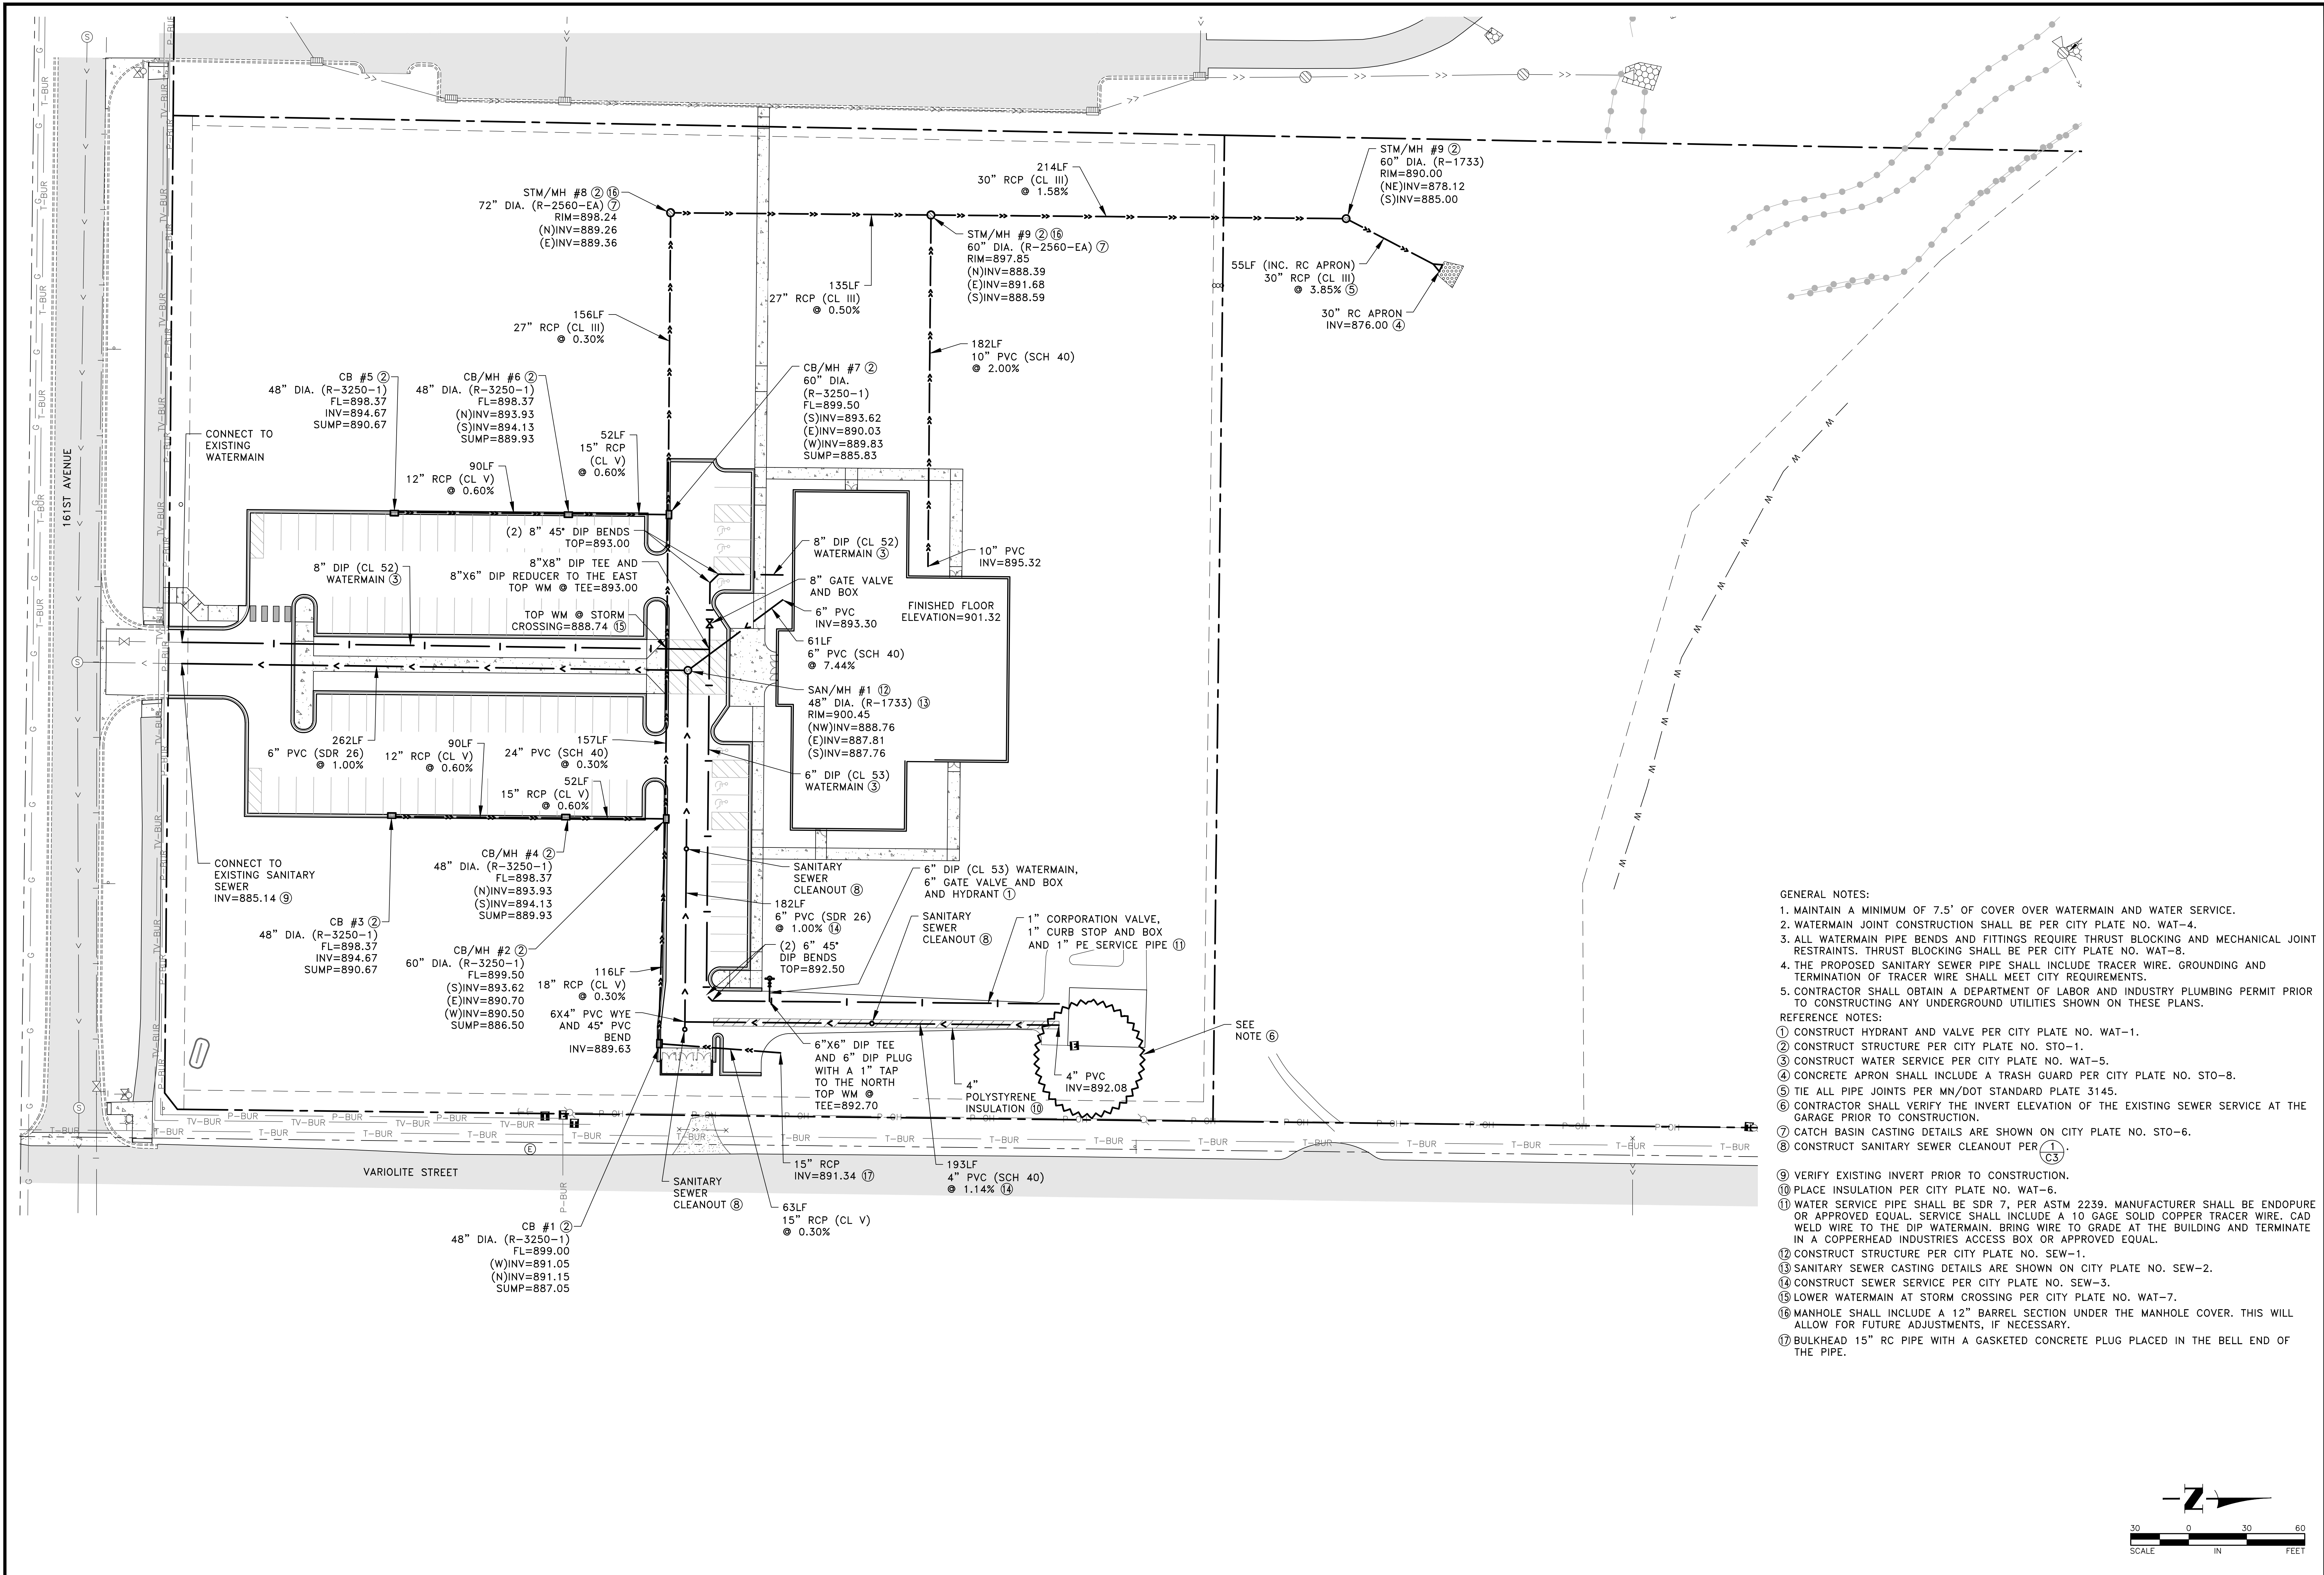 161ST AVENUE
VARIOLITE STREET
STM/MH #8 ② ⑯
72" DIA. (R-2560-EA) ⑦
RIM=898.24
(N)INV=889.26
(E)INV=889.36
214LF
30" RCP (CL III)
@ 1.58%
STM/MH #9 ②
60" DIA. (R-1733)
RIM=890.00
(NE)INV=878.12
(S)INV=885.00
STM/MH #9 ② ⑯
60" DIA. (R-2560-EA) ⑦
RIM=897.85
(N)INV=888.39
(E)INV=891.68
(S)INV=888.59
55LF (INC. RC APRON)
30" RCP (CL III)
@ 3.85% ⑤
30" RC APRON
INV=876.00 ④
135LF
27" RCP (CL III)
@ 0.50%
156LF
27" RCP (CL III)
@ 0.30%
182LF
10" PVC (SCH 40)
@ 2.00%
CB #5 ②
48" DIA. (R-3250-1)
FL=898.37
INV=894.67
SUMP=890.67
CB/MH #6 ②
48" DIA. (R-3250-1)
FL=898.37
(N)INV=893.93
(S)INV=894.13
SUMP=889.93
CB/MH #7 ②
60" DIA.
(R-3250-1)
FL=899.50
(S)INV=893.62
(E)INV=890.03
(W)INV=889.83
SUMP=885.83
CONNECT TO
EXISTING
WATERMAIN
52LF
15" RCP
(CL V)
@ 0.60%
90LF
12" RCP (CL V)
@ 0.60%
(2) 8" 45° DIP BENDS
TOP=893.00
8" DIP (CL 52)
WATERMAIN ③
8"X8" DIP TEE AND
8"X6" DIP REDUCER TO THE EAST
TOP WM @ TEE=893.00
8" DIP (CL 52)
WATERMAIN ③
10" PVC
INV=895.32
8" GATE VALVE
AND BOX
FINISHED FLOOR
ELEVATION=901.32
TOP WM @ STORM
CROSSING=888.74 ⑮
6" PVC
INV=893.30
61LF
6" PVC (SCH 40)
@ 7.44%
SAN/MH #1 ⑫
48" DIA. (R-1733) ⑬
RIM=900.45
(NW)INV=888.76
(E)INV=887.81
(S)INV=887.76
262LF
6" PVC (SDR 26)
@ 1.00%
90LF
12" RCP (CL V)
@ 0.60%
157LF
24" PVC (SCH 40)
@ 0.30%
52LF
15" RCP (CL V)
@ 0.60%
6" DIP (CL 53)
WATERMAIN ③
CONNECT TO
EXISTING SANITARY
SEWER
INV=885.14 ⑨
CB/MH #4 ②
48" DIA. (R-3250-1)
FL=898.37
(N)INV=893.93
(S)INV=894.13
SUMP=889.93
SANITARY
SEWER
CLEANOUT ⑧
6" DIP (CL 53) WATERMAIN,
6" GATE VALVE AND BOX
AND HYDRANT ①
CB #3 ②
48" DIA. (R-3250-1)
FL=898.37
INV=894.67
SUMP=890.67
182LF
6" PVC (SDR 26)
@ 1.00% ⑭
SANITARY
SEWER
CLEANOUT ⑧
1" CORPORATION VALVE,
1" CURB STOP AND BOX
AND 1" PE SERVICE PIPE ⑪
CB/MH #2 ②
60" DIA. (R-3250-1)
FL=899.50
(S)INV=893.62
(E)INV=890.70
(W)INV=890.50
SUMP=886.50
(2) 6" 45°
DIP BENDS
TOP=892.50
116LF
18" RCP (CL V)
@ 0.30%
6X4" PVC WYE
AND 45° PVC
BEND
INV=889.63
SEE
NOTE ⑥
6"X6" DIP TEE
AND 6" DIP PLUG
WITH A 1" TAP
TO THE NORTH
TOP WM @
TEE=892.70
4"
POLYSTYRENE
INSULATION ⑩
4" PVC
INV=892.08
15" RCP
INV=891.34 ⑰
193LF
4" PVC (SCH 40)
@ 1.14% ⑭
SANITARY
SEWER
CLEANOUT ⑧
63LF
15" RCP (CL V)
@ 0.30%
CB #1 ②
48" DIA. (R-3250-1)
FL=899.00
(W)INV=891.05
(N)INV=891.15
SUMP=887.05
GENERAL NOTES:
1. MAINTAIN A MINIMUM OF 7.5' OF COVER OVER WATERMAIN AND WATER SERVICE.
2. WATERMAIN JOINT CONSTRUCTION SHALL BE PER CITY PLATE NO. WAT-4.
3. ALL WATERMAIN PIPE BENDS AND FITTINGS REQUIRE THRUST BLOCKING AND MECHANICAL JOINT
RESTRAINTS. THRUST BLOCKING SHALL BE PER CITY PLATE NO. WAT-8.
4. THE PROPOSED SANITARY SEWER PIPE SHALL INCLUDE TRACER WIRE. GROUNDING AND
TERMINATION OF TRACER WIRE SHALL MEET CITY REQUIREMENTS.
5. CONTRACTOR SHALL OBTAIN A DEPARTMENT OF LABOR AND INDUSTRY PLUMBING PERMIT PRIOR
TO CONSTRUCTING ANY UNDERGROUND UTILITIES SHOWN ON THESE PLANS.
REFERENCE NOTES:
① CONSTRUCT HYDRANT AND VALVE PER CITY PLATE NO. WAT-1.
② CONSTRUCT STRUCTURE PER CITY PLATE NO. STO-1.
③ CONSTRUCT WATER SERVICE PER CITY PLATE NO. WAT-5.
④ CONCRETE APRON SHALL INCLUDE A TRASH GUARD PER CITY PLATE NO. STO-8.
⑤ TIE ALL PIPE JOINTS PER MN/DOT STANDARD PLATE 3145.
⑥ CONTRACTOR SHALL VERIFY THE INVERT ELEVATION OF THE EXISTING SEWER SERVICE AT THE
GARAGE PRIOR TO CONSTRUCTION.
⑦ CATCH BASIN CASTING DETAILS ARE SHOWN ON CITY PLATE NO. STO-6.
⑧ CONSTRUCT SANITARY SEWER CLEANOUT PER 1 C3.
⑨ VERIFY EXISTING INVERT PRIOR TO CONSTRUCTION.
⑩ PLACE INSULATION PER CITY PLATE NO. WAT-6.
⑪ WATER SERVICE PIPE SHALL BE SDR 7, PER ASTM 2239. MANUFACTURER SHALL BE ENDOPURE
OR APPROVED EQUAL. SERVICE SHALL INCLUDE A 10 GAGE SOLID COPPER TRACER WIRE. CAD
WELD WIRE TO THE DIP WATERMAIN. BRING WIRE TO GRADE AT THE BUILDING AND TERMINATE
IN A COPPERHEAD INDUSTRIES ACCESS BOX OR APPROVED EQUAL.
⑫ CONSTRUCT STRUCTURE PER CITY PLATE NO. SEW-1.
⑬ SANITARY SEWER CASTING DETAILS ARE SHOWN ON CITY PLATE NO. SEW-2.
⑭ CONSTRUCT SEWER SERVICE PER CITY PLATE NO. SEW-3.
⑮ LOWER WATERMAIN AT STORM CROSSING PER CITY PLATE NO. WAT-7.
⑯ MANHOLE SHALL INCLUDE A 12" BARREL SECTION UNDER THE MANHOLE COVER. THIS WILL
ALLOW FOR FUTURE ADJUSTMENTS, IF NECESSARY.
⑰ BULKHEAD 15" RC PIPE WITH A GASKETED CONCRETE PLUG PLACED IN THE BELL END OF
THE PIPE.
Z
30 0 30 60
SCALE IN FEET